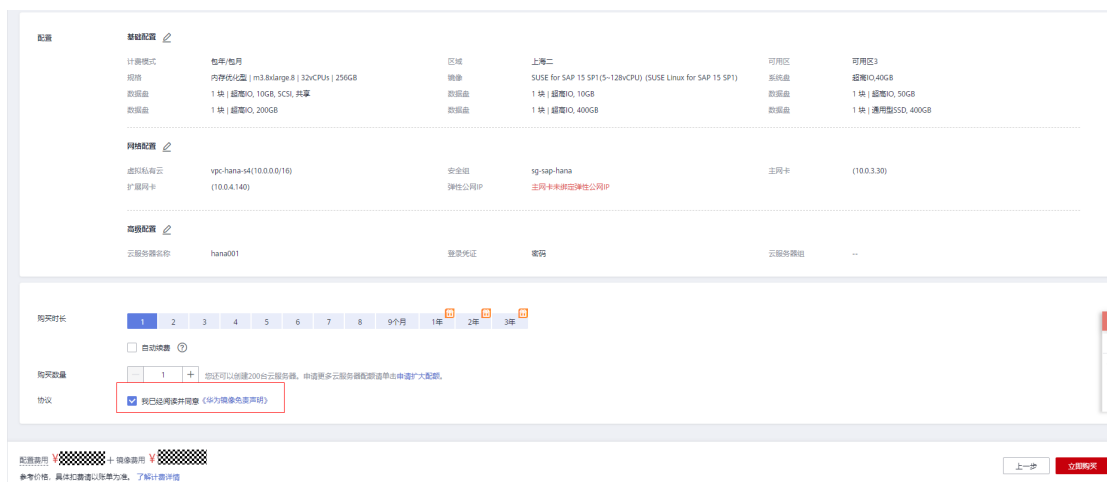 配置 基础配置
计费模式 包年/包月 区域 上海二 可用区 可用区3
规格 内存优化型 | m3.8xlarge.8 | 32vCPUs | 256GB 镜像 SUSE for SAP 15 SP1(5~128vCPU) (SUSE Linux for SAP 15 SP1) 系统盘 超高IO,40GB
数据盘 1 块 | 超高IO, 10GB, SCSI, 共享 数据盘 1 块 | 超高IO, 10GB 数据盘 1 块 | 超高IO, 50GB
数据盘 1 块 | 超高IO, 200GB 数据盘 1 块 | 超高IO, 400GB 数据盘 1 块 | 通用型SSD, 400GB
网络配置
虚拟私有云 vpc-hana-s4(10.0.0.0/16) 安全组 sg-sap-hana 主网卡 (10.0.3.30)
扩展网卡 (10.0.4.140) 弹性公网IP 主网卡未绑定弹性公网IP
高级配置
云服务器名称 hana001 登录凭证 密码 云服务器组 --
购买时长 1 2 3 4 5 6 7 8 9个月 1年 2年 3年
自动续费 ?
购买数量 − 1 + 您还可以创建200台云服务器。申请更多云服务器配额请单击申请扩大配额。
协议 我已经阅读并同意《华为镜像免责声明》
配置费用 ¥ + 镜像费用 ¥
参考价格，具体扣费请以账单为准。 了解计费详情
上一步 立即购买